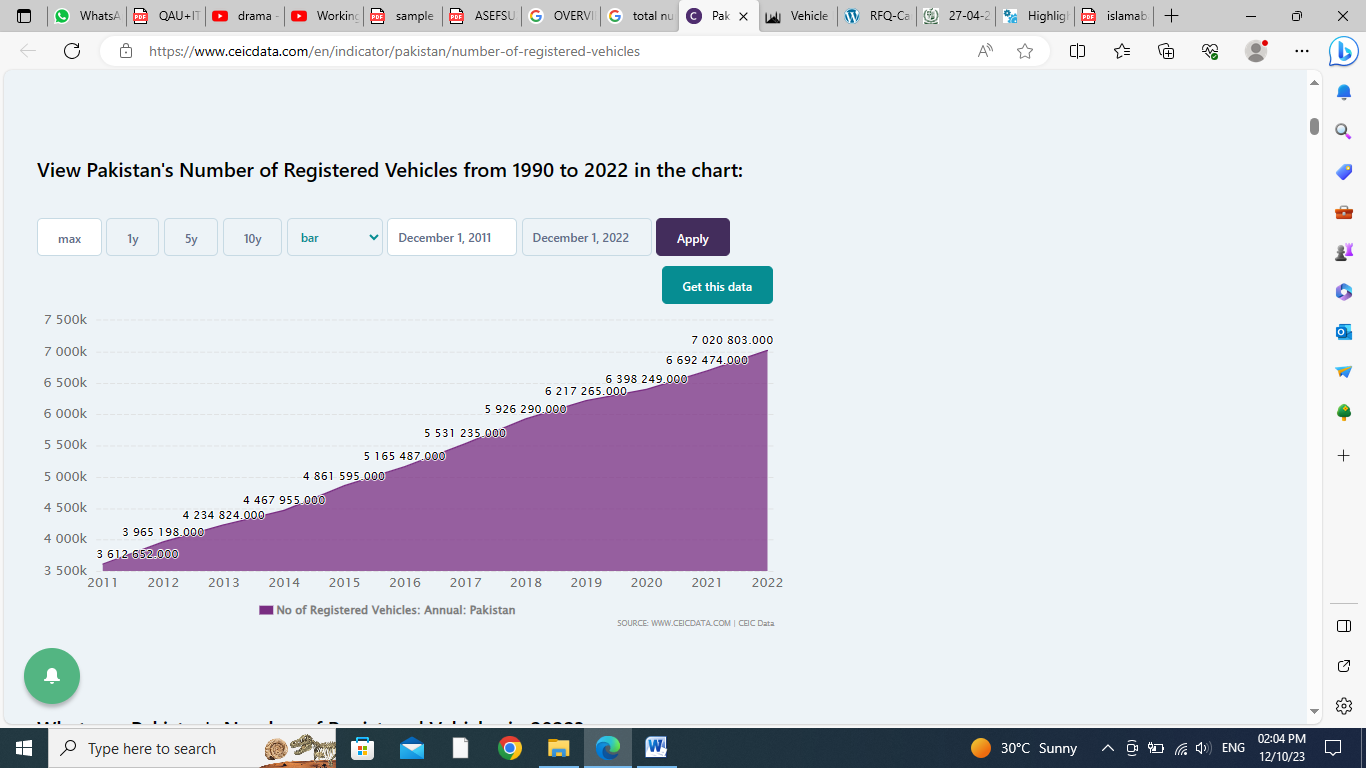 WhatsA
QAU+IT
drama -
Working
sample
ASEFSU
OVERVI
total nu
Pak
Vehicle
RFQ-Ca
27-04-2
Highligh
islamab
https://www.ceicdata.com/en/indicator/pakistan/number-of-registered-vehicles
View Pakistan's Number of Registered Vehicles from 1990 to 2022 in the chart:
max 1y 5y 10y bar December 1, 2011 December 1, 2022 Apply
Get this data
7 500k
7 000k
6 500k
6 000k
5 500k
5 000k
4 500k
4 000k
3 500k
7 020 803.000
6 692 474.000
6 398 249.000
6 217 265.000
5 926 290.000
5 531 235.000
5 165 487.000
4 861 595.000
4 467 955.000
4 234 824.000
3 965 198.000
3 612 652.000
2011 2012 2013 2014 2015 2016 2017 2018 2019 2020 2021 2022
No of Registered Vehicles: Annual: Pakistan
SOURCE: WWW.CEICDATA.COM | CEIC Data
Type here to search
30°C Sunny
ENG
02:04 PM
12/10/23